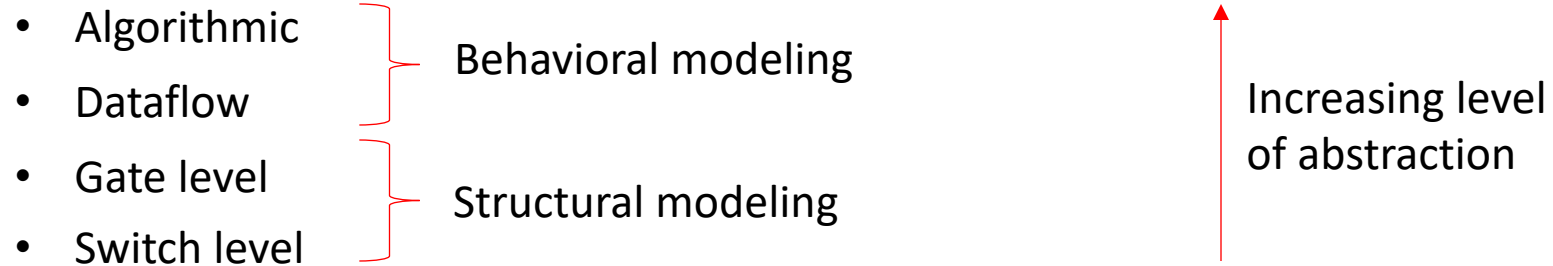 • Algorithmic
• Dataflow
• Gate level
• Switch level
Behavioral modeling
Structural modeling
Increasing level
of abstraction